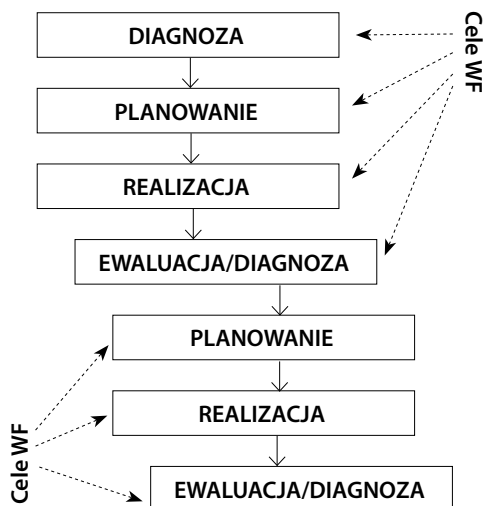 DIAGNOZA
Cele WF
PLANOWANIE
REALIZACJA
EWALUACJA/DIAGNOZA
PLANOWANIE
REALIZACJA
Cele WF
EWALUACJA/DIAGNOZA